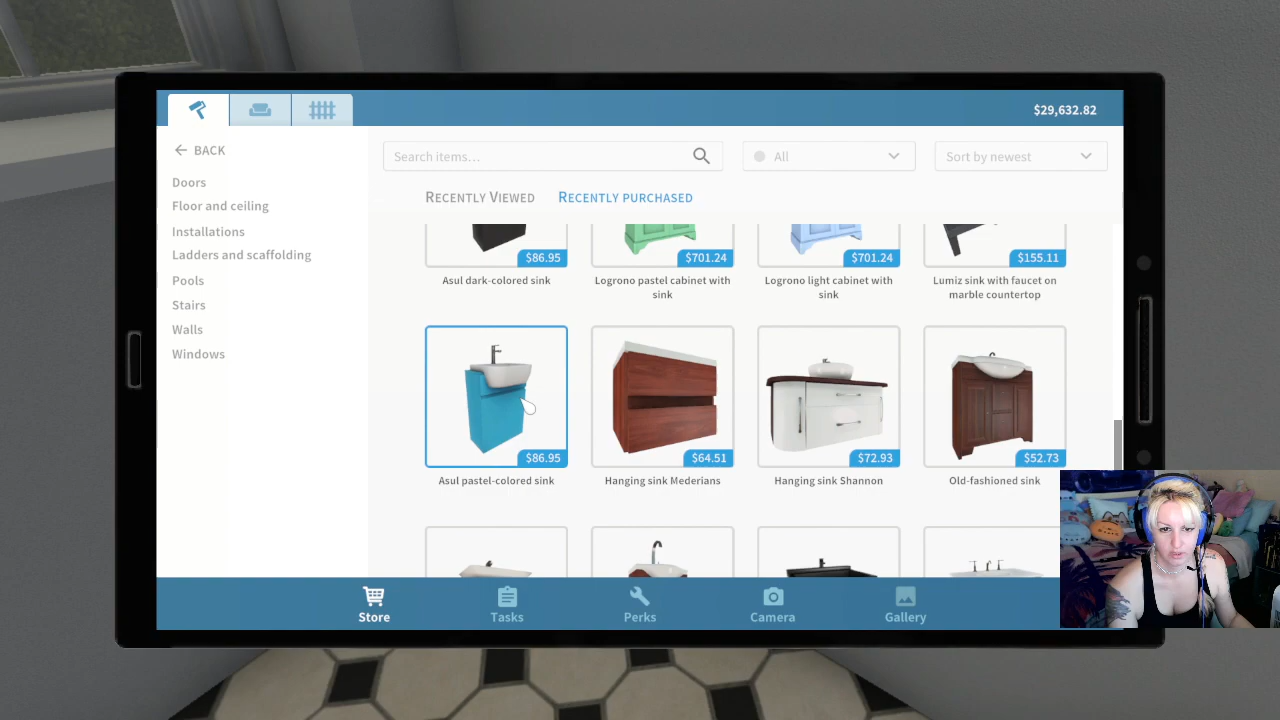 $29,632.82
BACK
Search items...
All
Sort by newest
Doors
Floor and ceiling
Installations
Ladders and scaffolding
Pools
Stairs
Walls
Windows
RECENTLY VIEWED
RECENTLY PURCHASED
$86.95
$701.24
$701.24
$155.11
Asul dark-colored sink
Logrono pastel cabinet with
sink
Logrono light cabinet with
sink
Lumiz sink with faucet on
marble countertop
$86.95
$64.51
$72.93
$52.73
Asul pastel-colored sink
Hanging sink Mederians
Hanging sink Shannon
Old-fashioned sink
Store
Tasks
Perks
Camera
Gallery